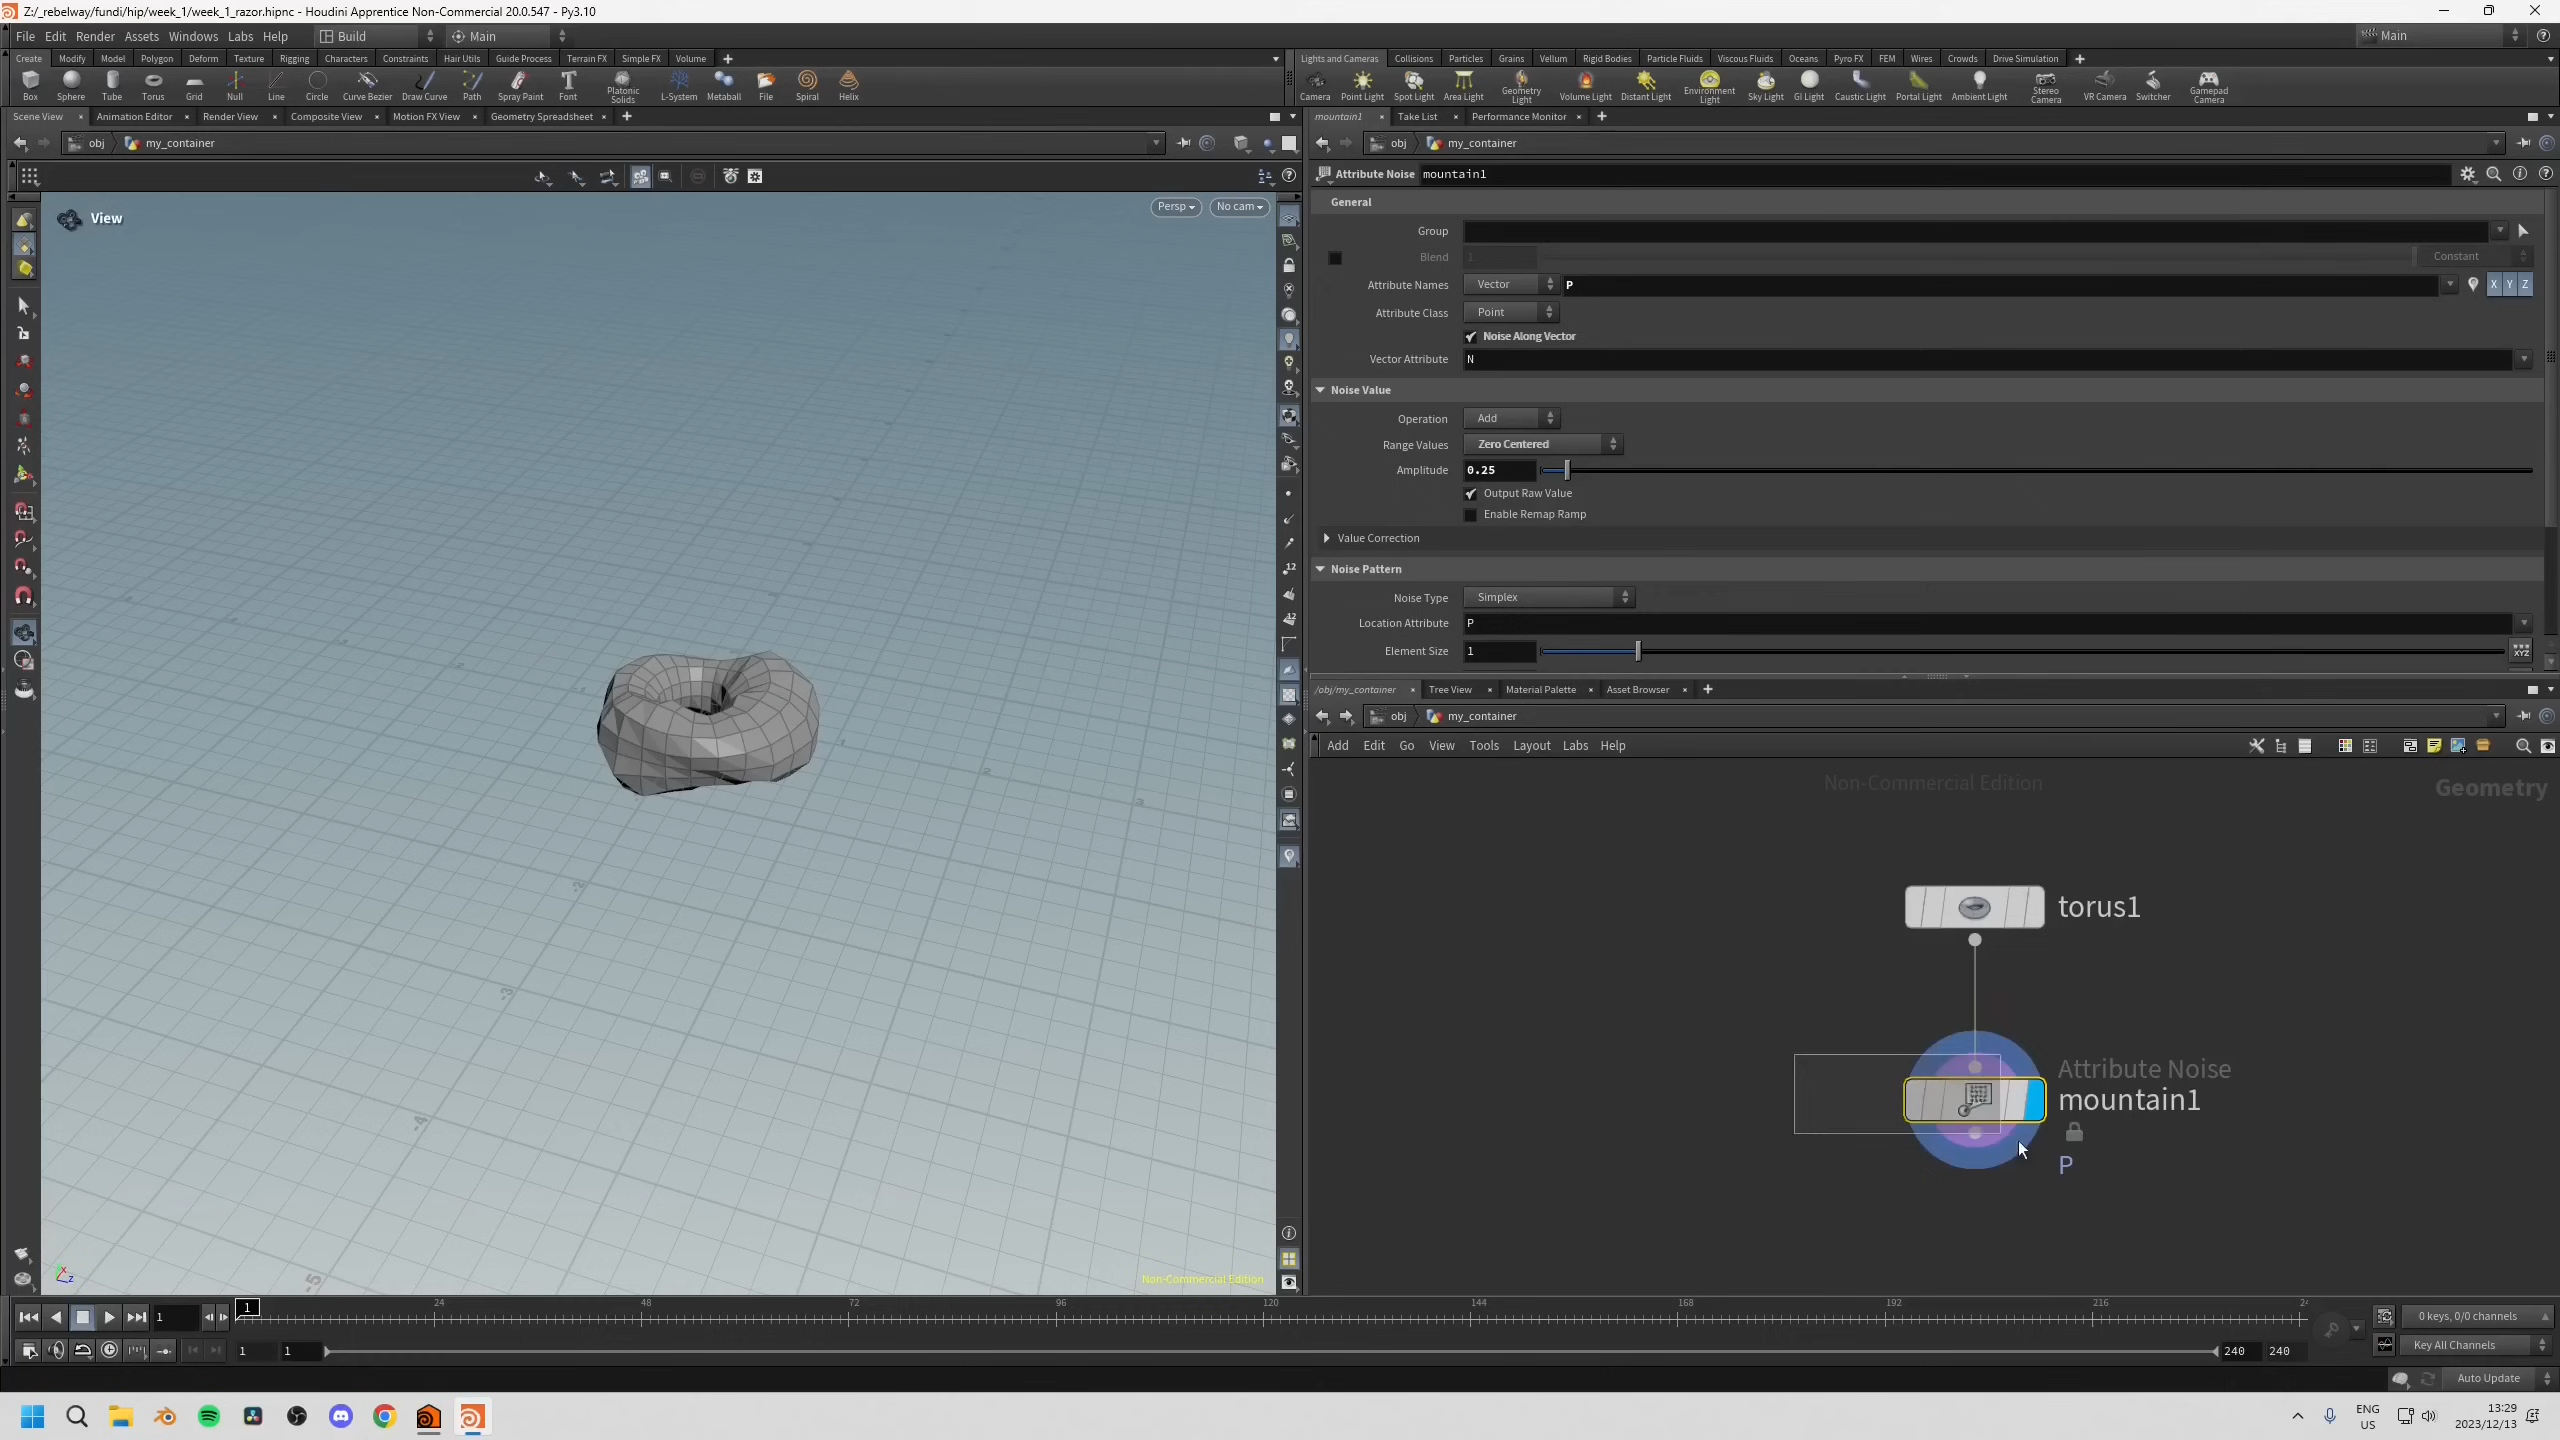 Z:/_rebelway/fundi/hip/week_1/week_1_razor.hipnc - Houdini Apprentice Non-Commercial 20.0.547 - Py3.10
File Edit Render Assets Windows Labs Help Build Main Main
Create Modify Model Polygon Deform Texture Rigging Characters Constraints Hair Utils Guide Process Terrain FX Simple FX Volume
Lights and Cameras Collisions Particles Grains Vellum Rigid Bodies Particle Fluids Viscous Fluids Oceans Pyro FX FEM Wires Crowds Drive Simulation
Box Sphere Tube Torus Grid Null Line Circle Curve Bezier Draw Curve Path Spray Paint Font Platonic Solids L-System Metaball File Spiral Helix
Camera Point Light Spot Light Area Light Geometry Light Volume Light Distant Light Environment Light Sky Light GI Light Caustic Light Portal Light Ambient Light Stereo Camera VR Camera Switcher Gamepad Camera
Scene View Animation Editor Render View Composite View Motion FX View Geometry Spreadsheet
mountain1 Take List Performance Monitor
obj my_container
obj my_container
Attribute Noise mountain1
View
Persp No cam
General
Group
Blend 1 Constant
Attribute Names Vector P X Y Z
Attribute Class Point
Noise Along Vector
Vector Attribute N
Noise Value
Operation Add
Range Values Zero Centered
Amplitude 0.25
Output Raw Value
Enable Remap Ramp
Value Correction
Noise Pattern
Noise Type Simplex
Location Attribute P
Element Size 1
/obj/my_container Tree View Material Palette Asset Browser
obj my_container
Add Edit Go View Tools Layout Labs Help
Non-Commercial Edition
Geometry
torus1
Attribute Noise
mountain1
P
Non-Commercial Edition
1 1 24 48 72 96 120 144 168 192 216
0 keys, 0/0 channels
1 1 240 240
Key All Channels
Auto Update
ENG
US
13:29
2023/12/13